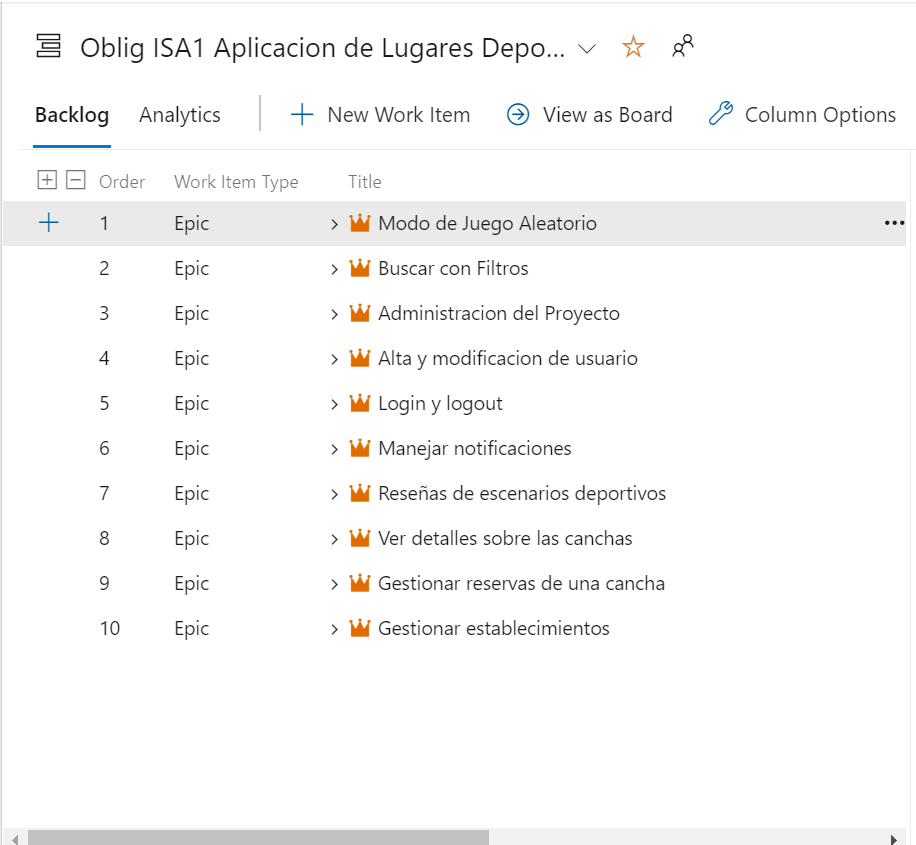 Oblig ISA1 Aplicacion de Lugares Depo...
Backlog Analytics New Work Item View as Board Column Options
Order Work Item Type Title
1 Epic Modo de Juego Aleatorio
2 Epic Buscar con Filtros
3 Epic Administracion del Proyecto
4 Epic Alta y modificacion de usuario
5 Epic Login y logout
6 Epic Manejar notificaciones
7 Epic Reseñas de escenarios deportivos
8 Epic Ver detalles sobre las canchas
9 Epic Gestionar reservas de una cancha
10 Epic Gestionar establecimientos